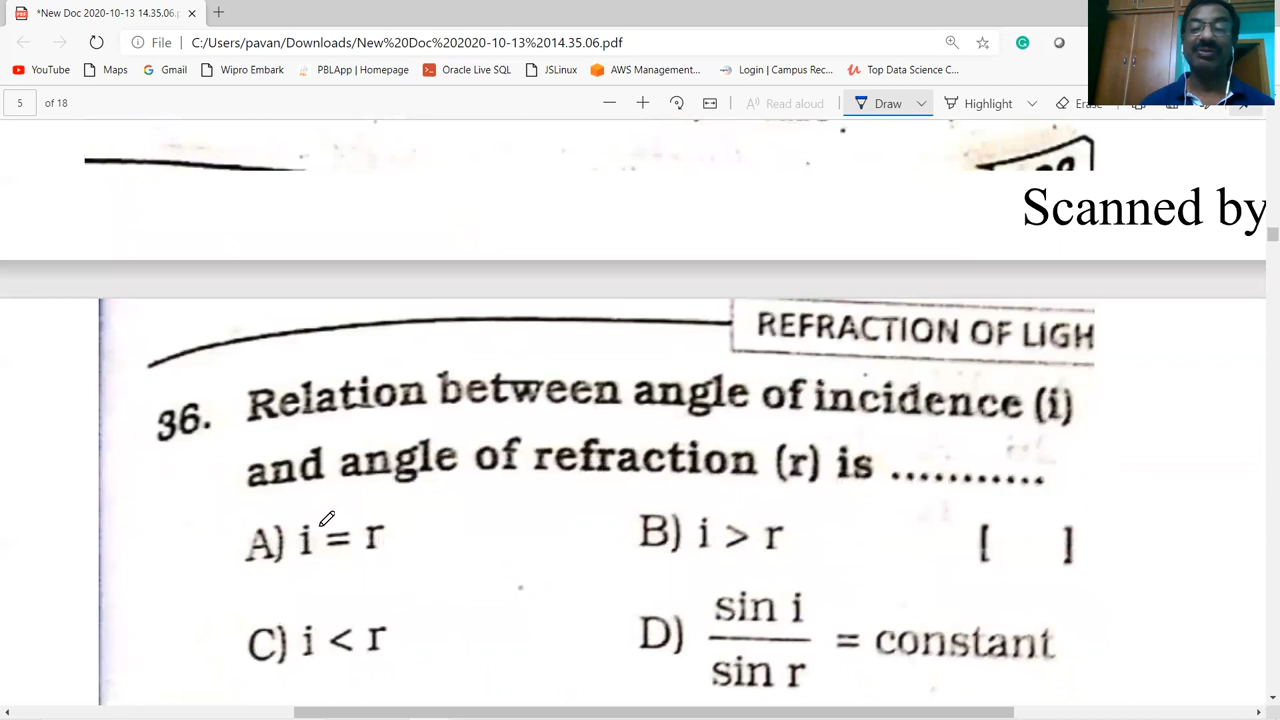 *New Doc 2020-10-13 14.35.06.p
File C:/Users/pavan/Downloads/New%20Doc%202020-10-13%2014.35.06.pdf
YouTube Maps Gmail Wipro Embark PBLApp | Homepage Oracle Live SQL JSLinux AWS Management... Login | Campus Rec... Top Data Science C...
5 of 18 Read aloud Draw Highlight Erase
Scanned by
REFRACTION OF LIGH
36. Relation between angle of incidence (i)
and angle of refraction (r) is ...........
A) i = r B) i > r [ ]
C) i < r D) sin i / sin r = constant